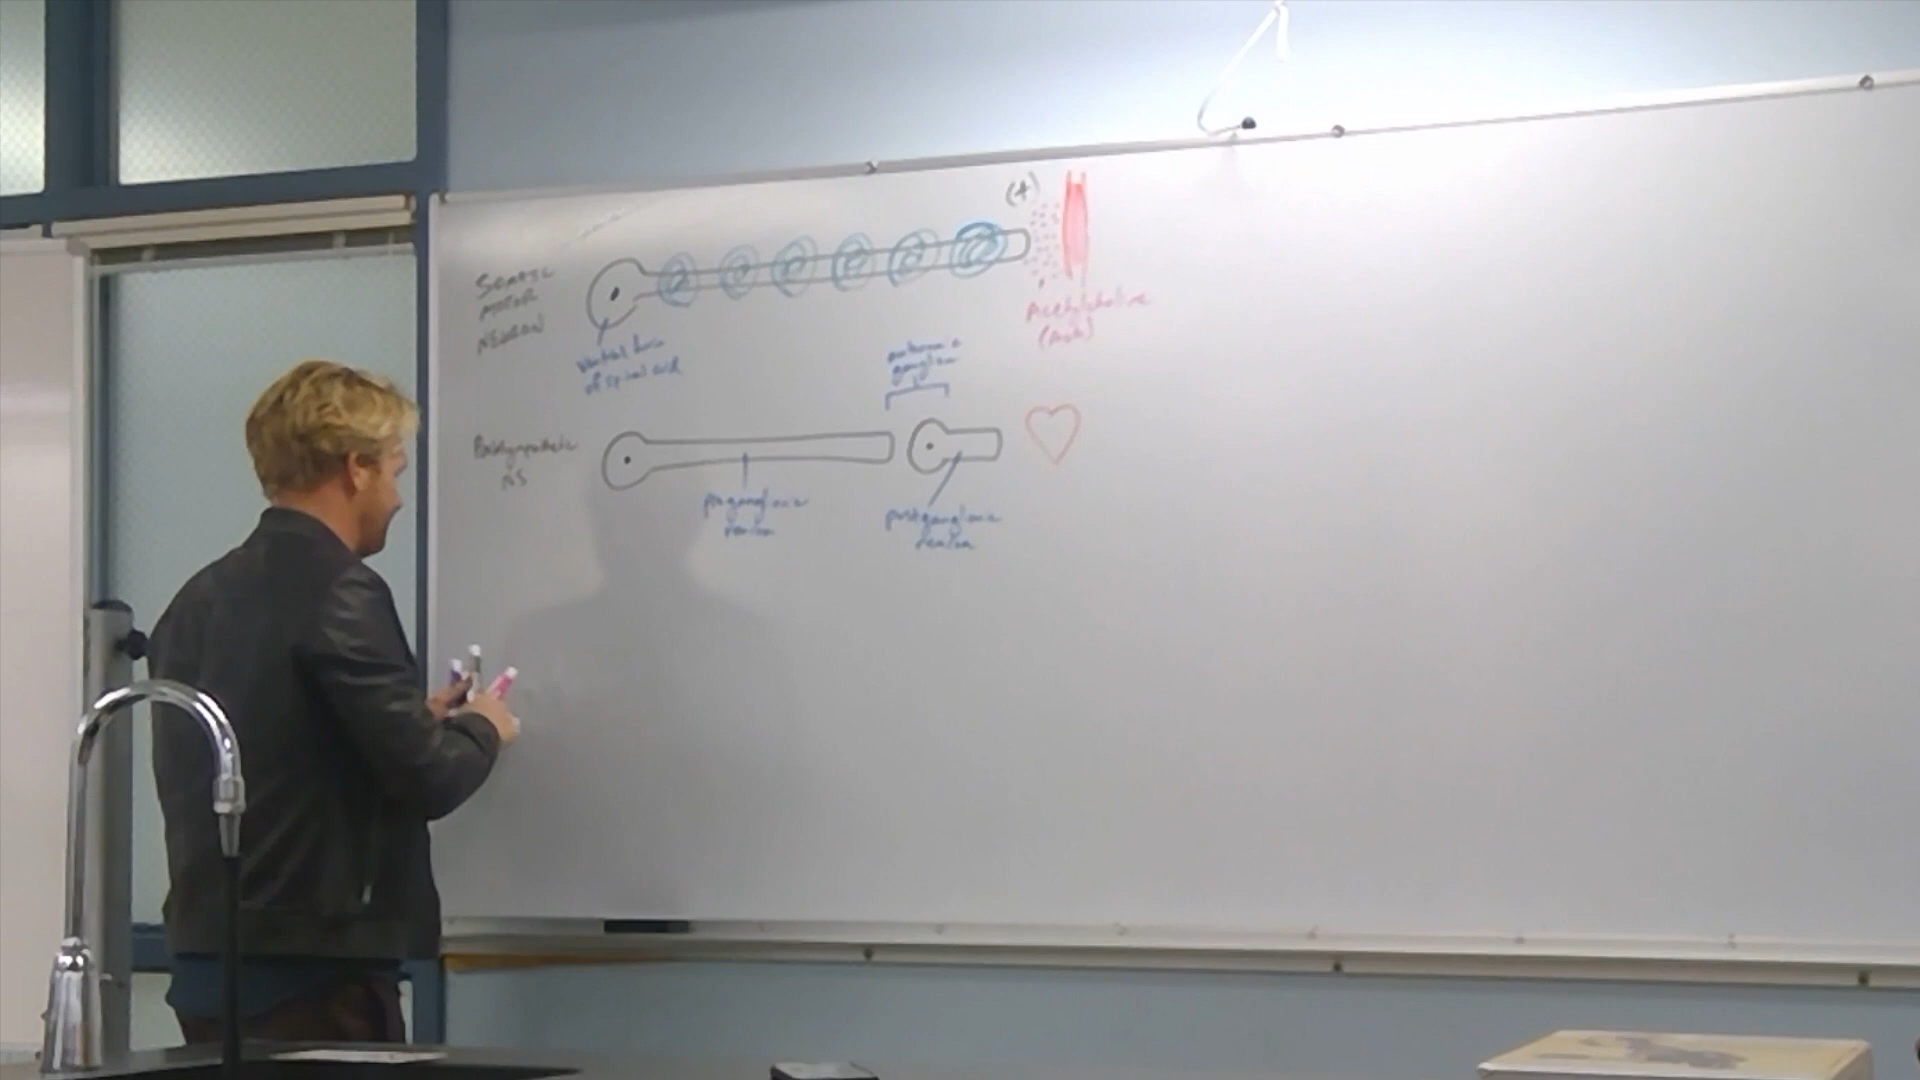 SOMATIC
MOTOR
NEURON
(+)
Acetylcholine
(ACh)
ventral horn
of spinal cord
autonomic
ganglion
Parasympathetic
NS
preganglionic
neuron
postganglionic
neuron